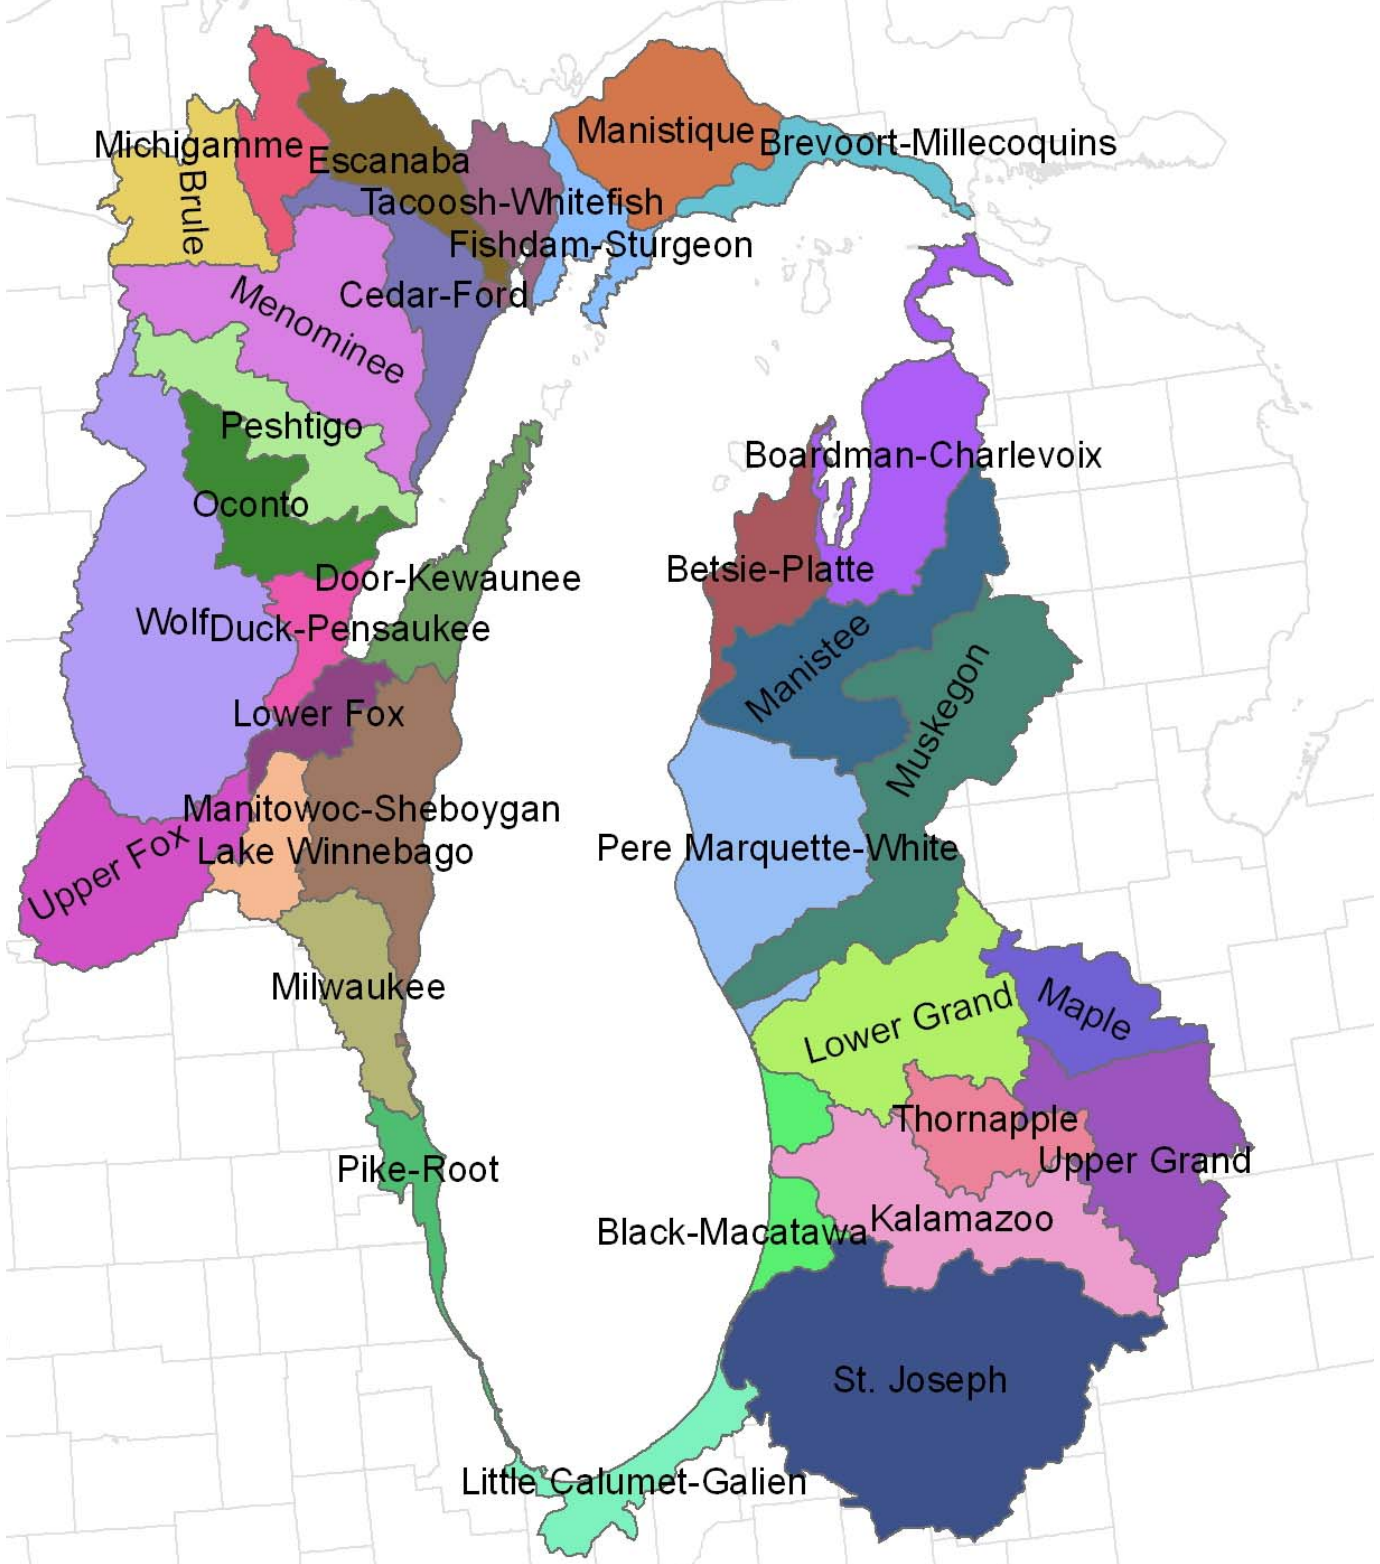 Manistique
Brevoort-Millecoquins
Michigamme
Escanaba
Brule
Tacoosh-Whitefish
Fishdam-Sturgeon
Cedar-Ford
Menominee
Peshtigo
Boardman-Charlevoix
Oconto
Betsie-Platte
Door-Kewaunee
Wolf
Duck-Pensaukee
Manistee
Muskegon
Lower Fox
Manitowoc-Sheboygan
Pere Marquette-White
Lake Winnebago
Upper Fox
Milwaukee
Lower Grand
Maple
Thornapple
Upper Grand
Pike-Root
Kalamazoo
Black-Macatawa
St. Joseph
Little Calumet-Galien